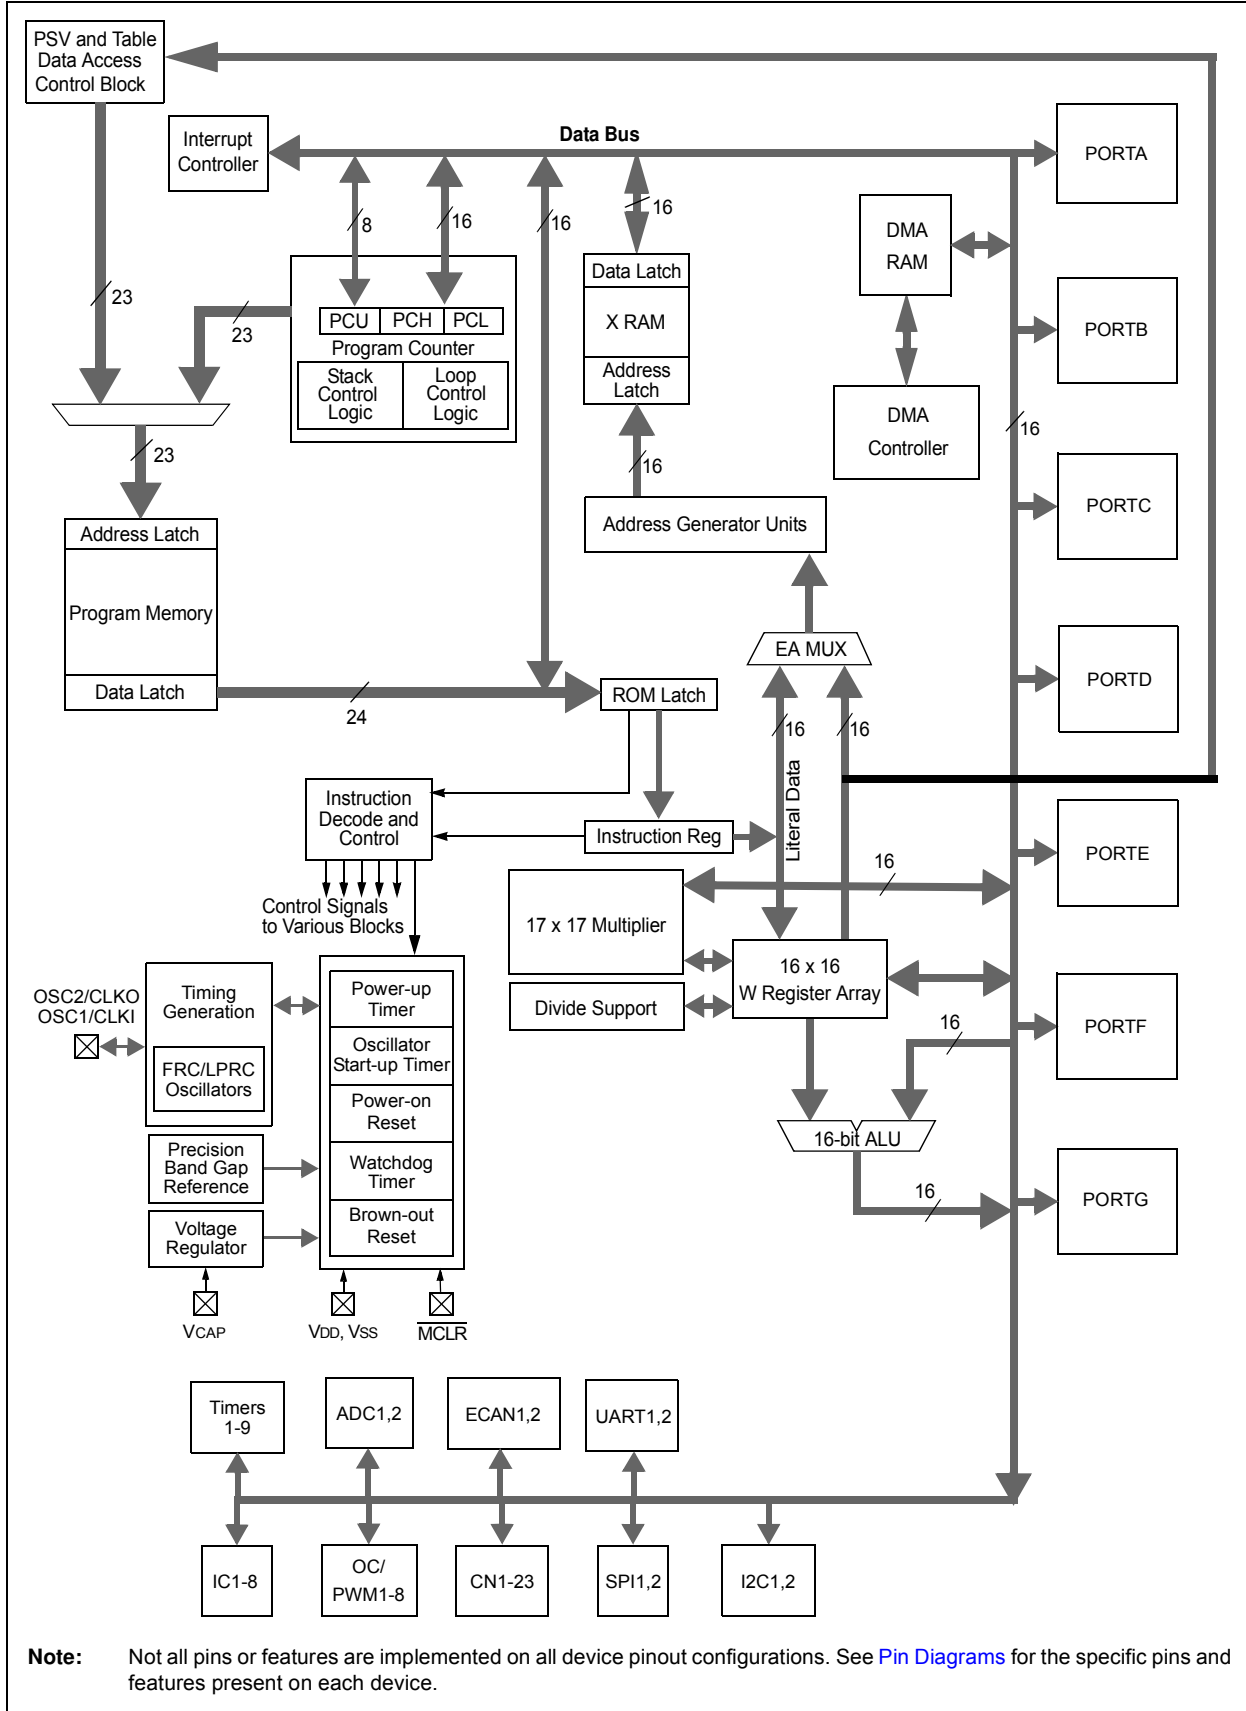 PSV and Table
Data Access
Control Block
Interrupt
Controller
Data Bus
PORTA
8
16
16
16
DMA
RAM
Data Latch
X RAM
Address
Latch
23
23
PCU PCH PCL
Program Counter
Stack
Control
Logic
Loop
Control
Logic
PORTB
DMA
Controller
16
23
16
Address Latch
Program Memory
Data Latch
Address Generator Units
PORTC
EA MUX
PORTD
24
ROM Latch
16
16
Literal Data
Instruction
Decode and
Control
Instruction Reg
PORTE
16
Control Signals
to Various Blocks
17 x 17 Multiplier
16 x 16
W Register Array
Divide Support
OSC2/CLKO
OSC1/CLKI
Timing
Generation
FRC/LPRC
Oscillators
Power-up
Timer
Oscillator
Start-up Timer
Power-on
Reset
Watchdog
Timer
Brown-out
Reset
16
PORTF
16-bit ALU
Precision
Band Gap
Reference
Voltage
Regulator
16
PORTG
VCAP
VDD, VSS
MCLR
Timers
1-9
ADC1,2
ECAN1,2
UART1,2
IC1-8
OC/
PWM1-8
CN1-23
SPI1,2
I2C1,2
Note: Not all pins or features are implemented on all device pinout configurations. See Pin Diagrams for the specific pins and
features present on each device.